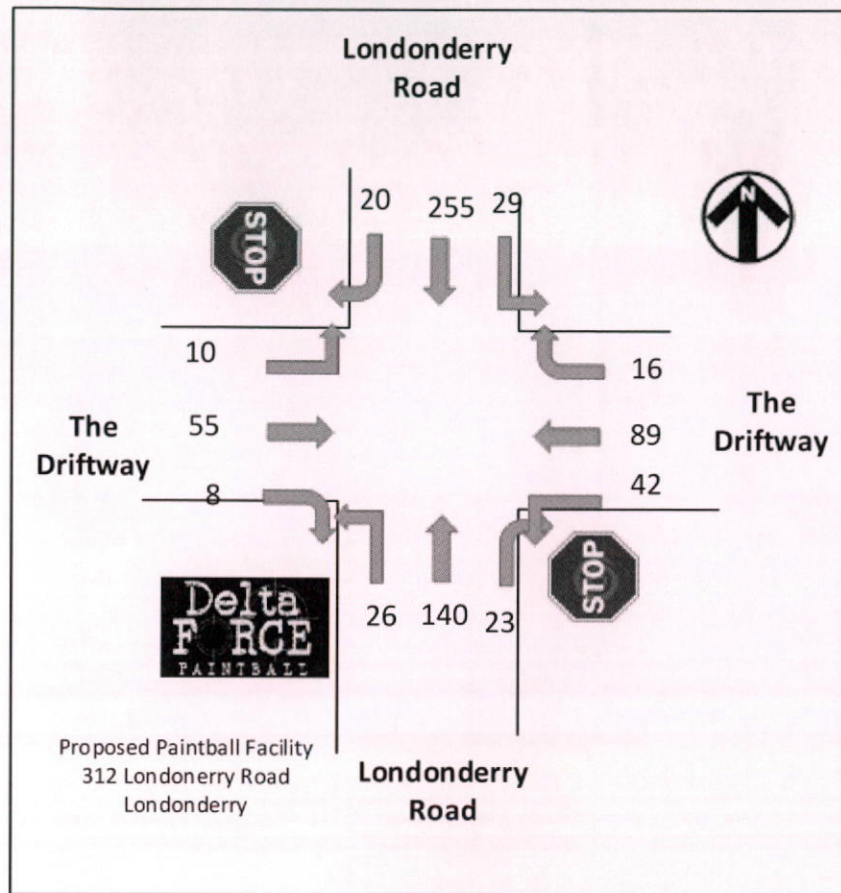 Londonderry
Road
STOP
20
255
29
N
10
16
The
Driftway
55
89
The
Driftway
8
42
Delta
FORCE
PAINTBALL
26
140
23
STOP
Proposed Paintball Facility
312 Londonerry Road
Londonderry
Londonderry
Road